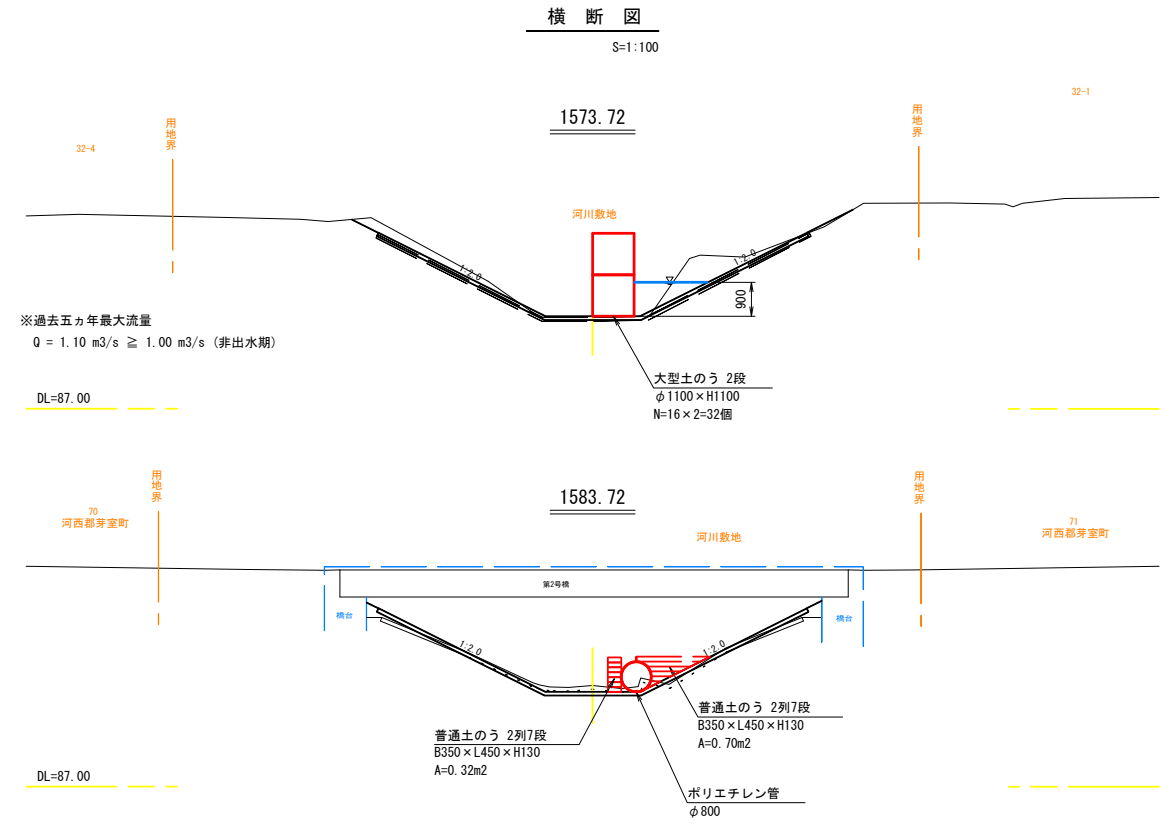 横断図
S=1:100
32-1
1573.72
用地界
用地界
32-4
河川敷地
1:2.0
1:2.0
900
※過去五ヵ年最大流量
Q = 1.10 m3/s ≧ 1.00 m3/s (非出水期)
大型土のう 2段
φ1100×H1100
N=16×2=32個
DL=87.00
用地界
用地界
1583.72
70
河西郡芽室町
71
河西郡芽室町
河川敷地
第2号橋
橋台
橋台
1:2.0
1:2.0
普通土のう 2列7段
B350×L450×H130
A=0.70m2
普通土のう 2列7段
B350×L450×H130
A=0.32m2
DL=87.00
ポリエチレン管
φ800